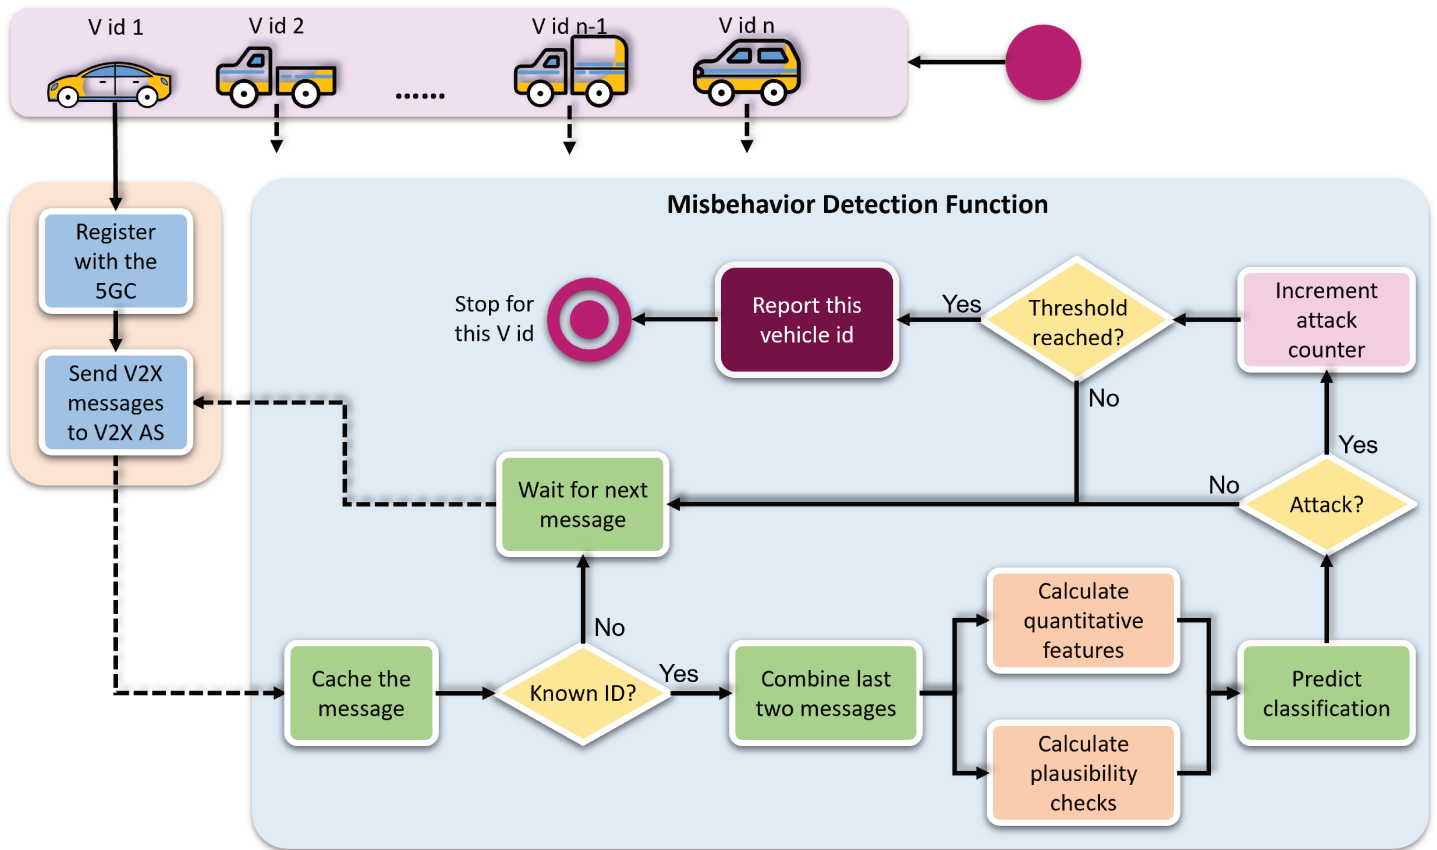 V id 1
V id 2
......
V id n-1
V id n
Register
with the
5GC
Send V2X
messages
to V2X AS
Misbehavior Detection Function
Stop for
this V id
Report this
vehicle id
Yes
Threshold
reached?
No
Increment
attack
counter
Yes
Attack?
No
Wait for next
message
No
Cache the
message
Known ID?
Yes
Combine last
two messages
Calculate
quantitative
features
Calculate
plausibility
checks
Predict
classification